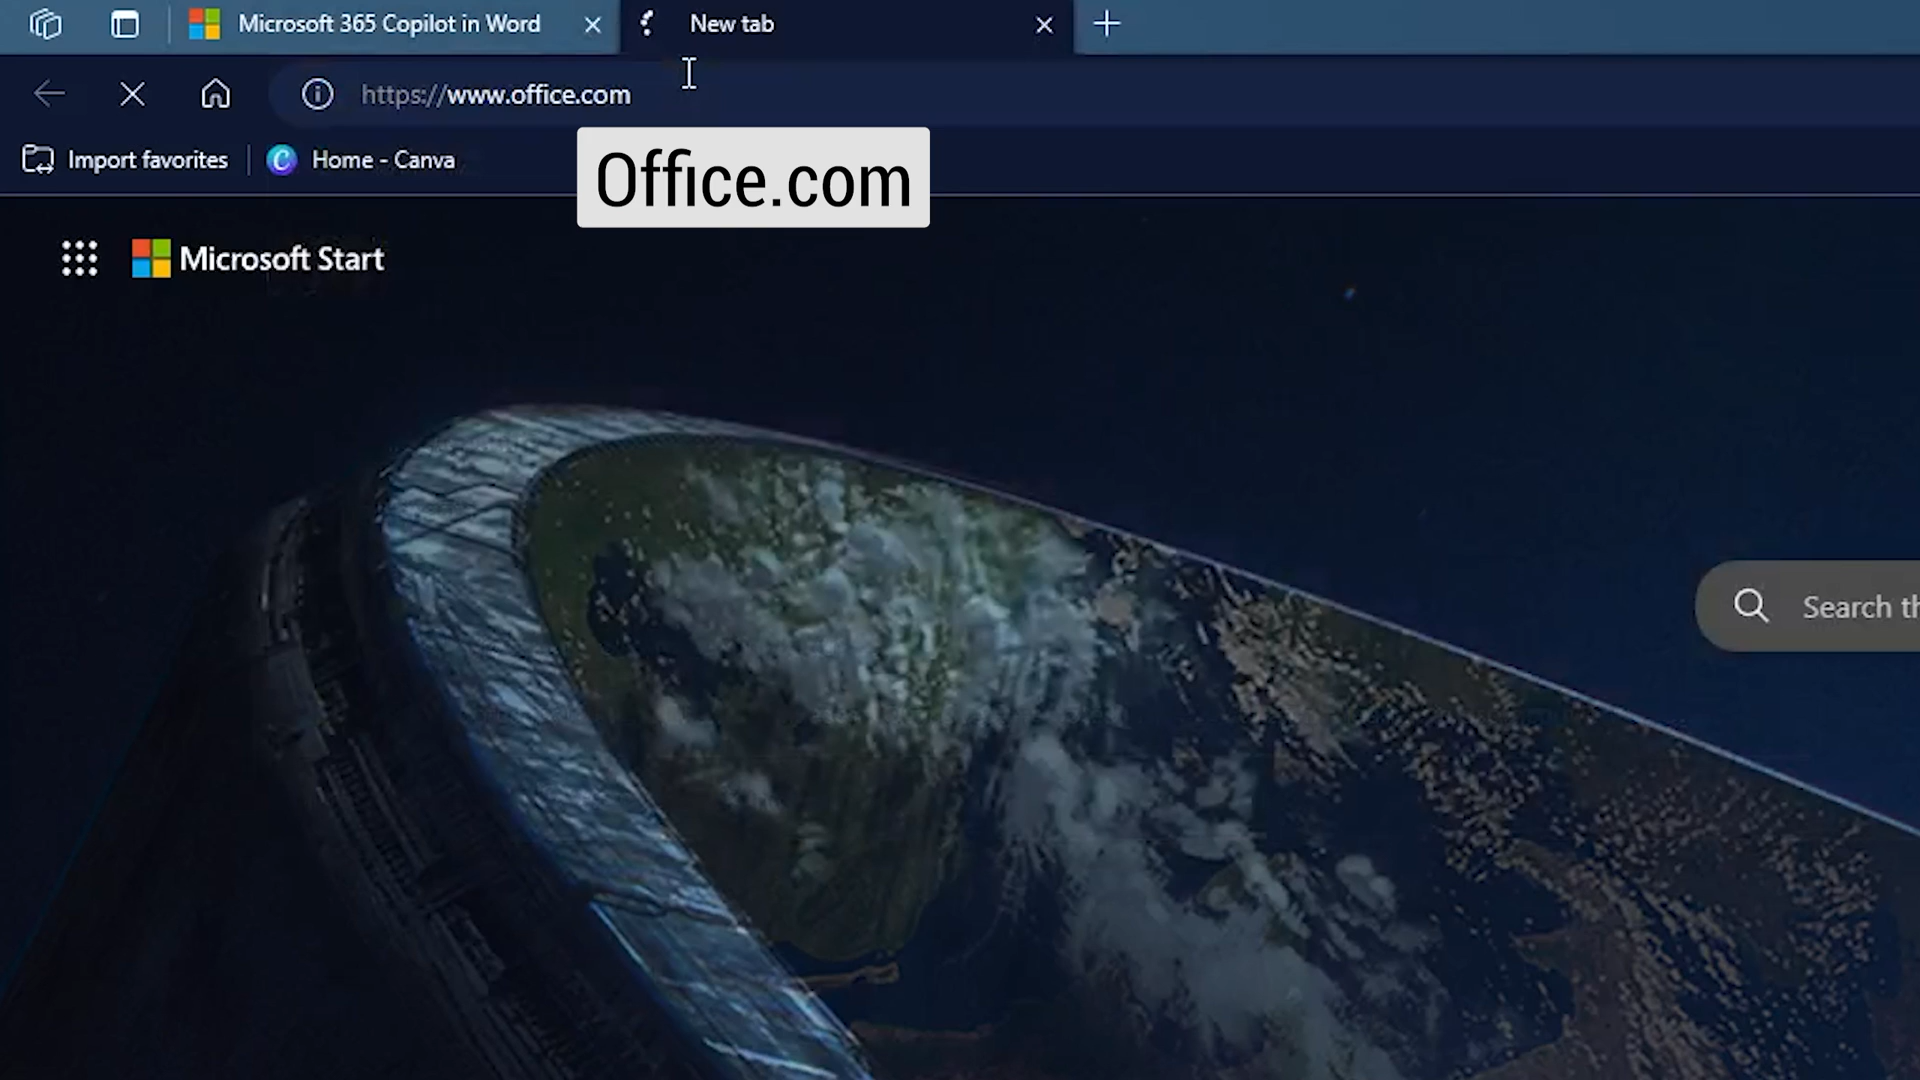 Microsoft 365 Copilot in Word
New tab
https://www.office.com
Import favorites
Home - Canva
Office.com
Microsoft Start
Search th